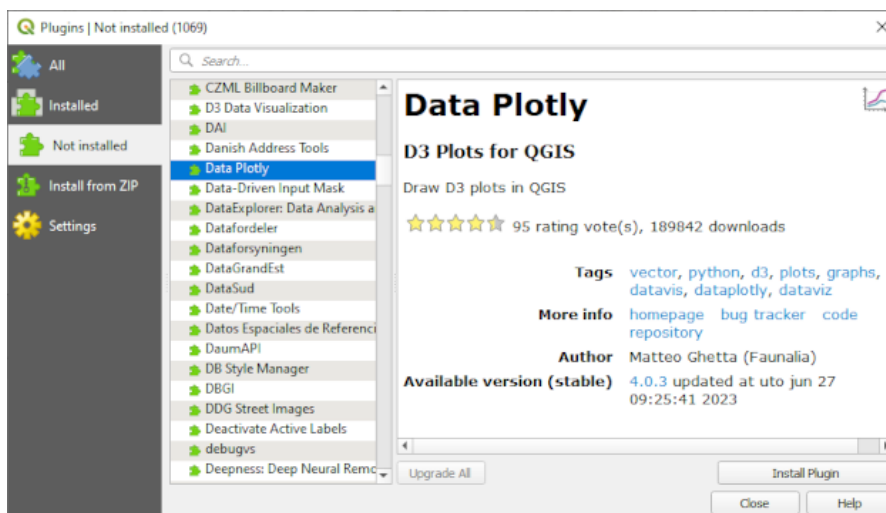 Plugins | Not installed (1069)
All
Installed
Not installed
Install from ZIP
Settings
Search...
CZML Billboard Maker
D3 Data Visualization
DAI
Danish Address Tools
Data Plotly
Data-Driven Input Mask
DataExplorer: Data Analysis a
Datafordeler
Dataforsyningen
DataGrandEst
DataSud
Date/Time Tools
Datos Espaciales de Referenci
DaumAPI
DB Style Manager
DBGI
DDG Street Images
Deactivate Active Labels
debugvs
Deepness: Deep Neural Remo
Data Plotly
D3 Plots for QGIS
Draw D3 plots in QGIS
95 rating vote(s), 189842 downloads
Tags vector, python, d3, plots, graphs,
datavis, dataplotly, dataviz
More info homepage bug tracker code
repository
Author Matteo Ghetta (Faunalia)
Available version (stable) 4.0.3 updated at uto jun 27
09:25:41 2023
Upgrade All
Install Plugin
Close
Help